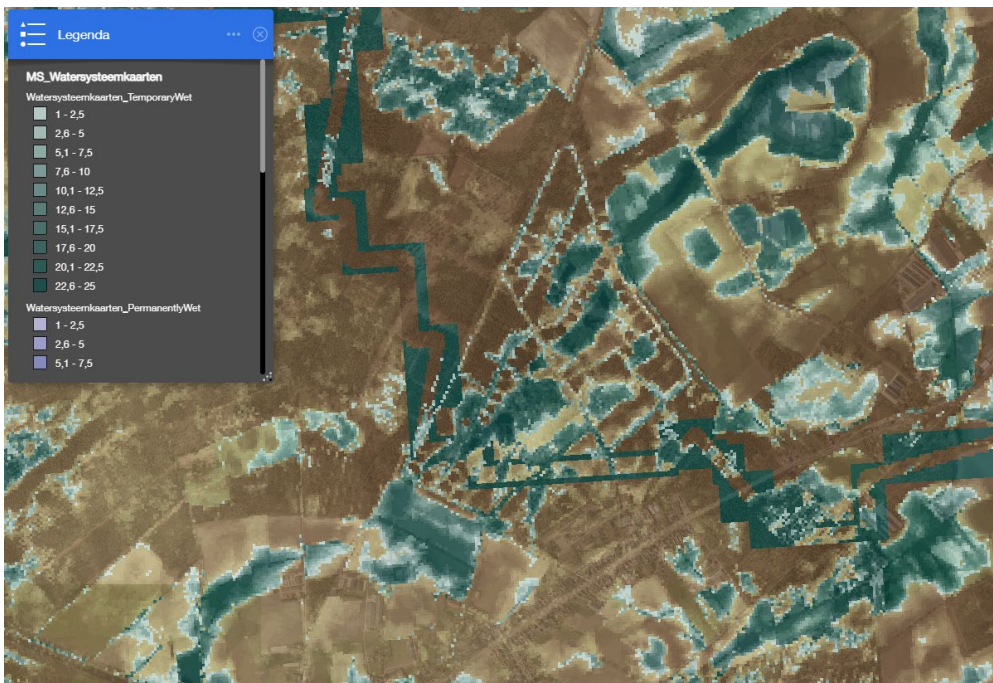 Legenda
MS_Watersysteemkaarten
Watersysteemkaarten_TemporaryWet
1 - 2,5
2,6 - 5
5,1 - 7,5
7,6 - 10
10,1 - 12,5
12,6 - 15
15,1 - 17,5
17,6 - 20
20,1 - 22,5
22,6 - 25
Watersysteemkaarten_PermanentlyWet
1 - 2,5
2,6 - 5
5,1 - 7,5